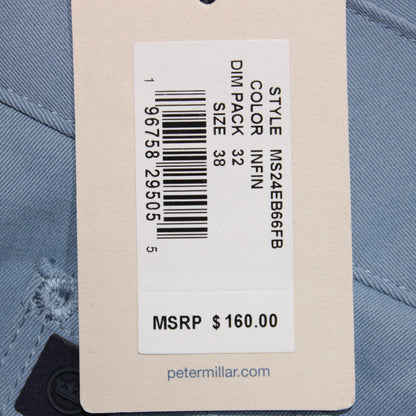 STYLE MS24EB66FB
COLOR INFIN
DIM PACK 32
SIZE 38
1 96758 29505 5
MSRP $160.00
petermillar.com